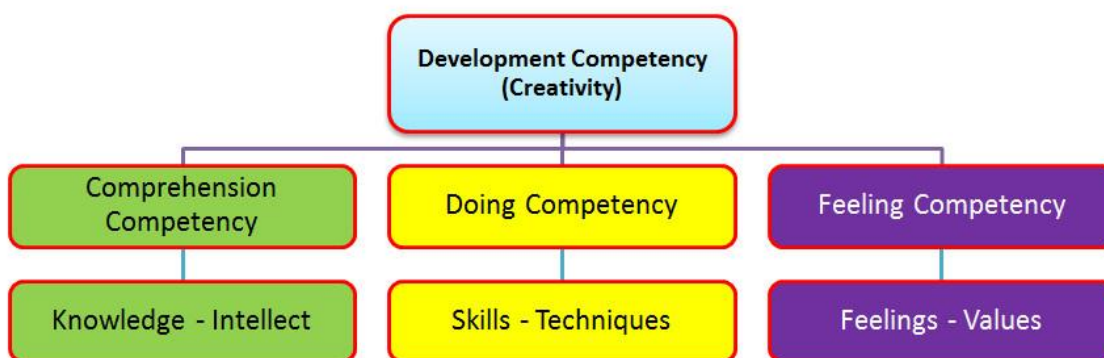 Development Competency
(Creativity)
Comprehension
Competency
Doing Competency
Feeling Competency
Knowledge - Intellect
Skills - Techniques
Feelings - Values